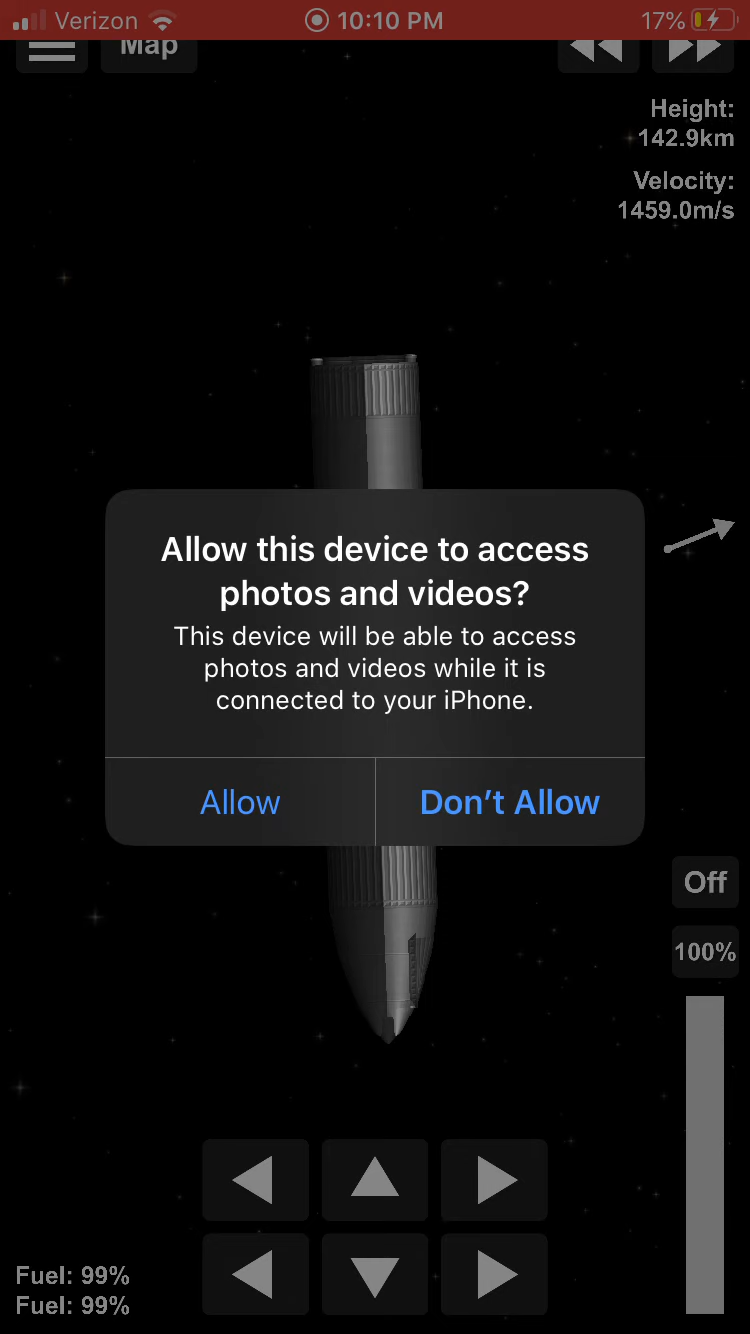 Verizon 10:10 PM 17%
Map
Height:
142.9km
Velocity:
1459.0m/s
Allow this device to access
photos and videos?
This device will be able to access
photos and videos while it is
connected to your iPhone.
Allow Don’t Allow
Off
100%
Fuel: 99%
Fuel: 99%